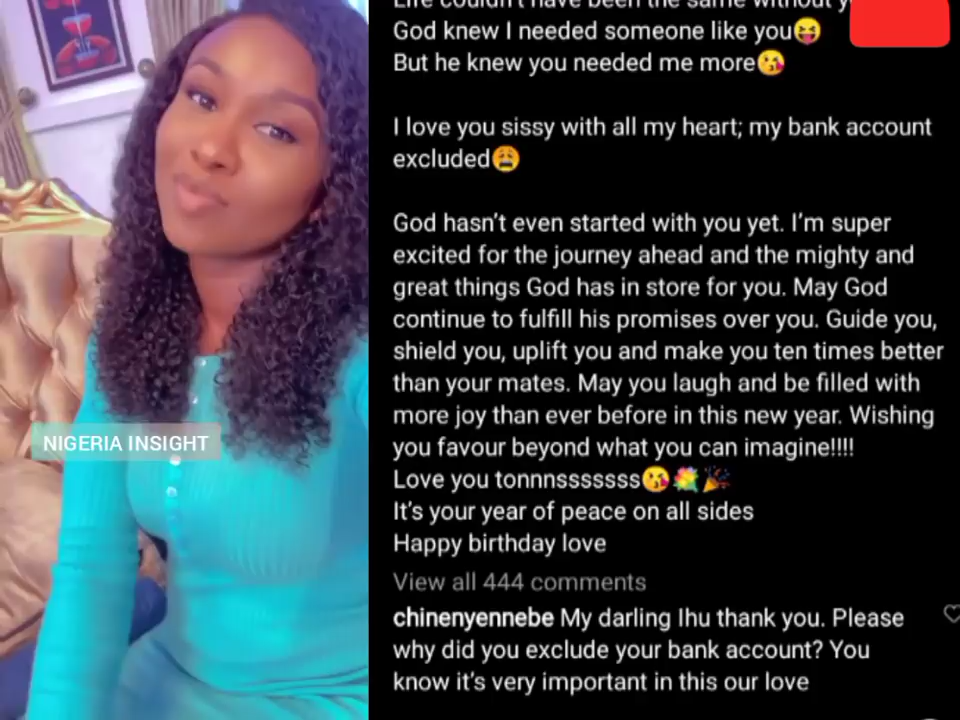 Life couldn't have been the same without
God knew I needed someone like you😝
But he knew you needed me more😘
I love you sissy with all my heart; my bank account
excluded😩
God hasn't even started with you yet. I'm super
excited for the journey ahead and the mighty and
great things God has in store for you. May God
continue to fulfill his promises over you. Guide you,
shield you, uplift you and make you ten times better
than your mates. May you laugh and be filled with
more joy than ever before in this new year. Wishing
you favour beyond what you can imagine!!!!
Love you tonnnsssssss😘💐🎉
It's your year of peace on all sides
Happy birthday love
View all 444 comments
chinenyennebe My darling Ihu thank you. Please
why did you exclude your bank account? You
know it's very important in this our love
NIGERIA INSIGHT